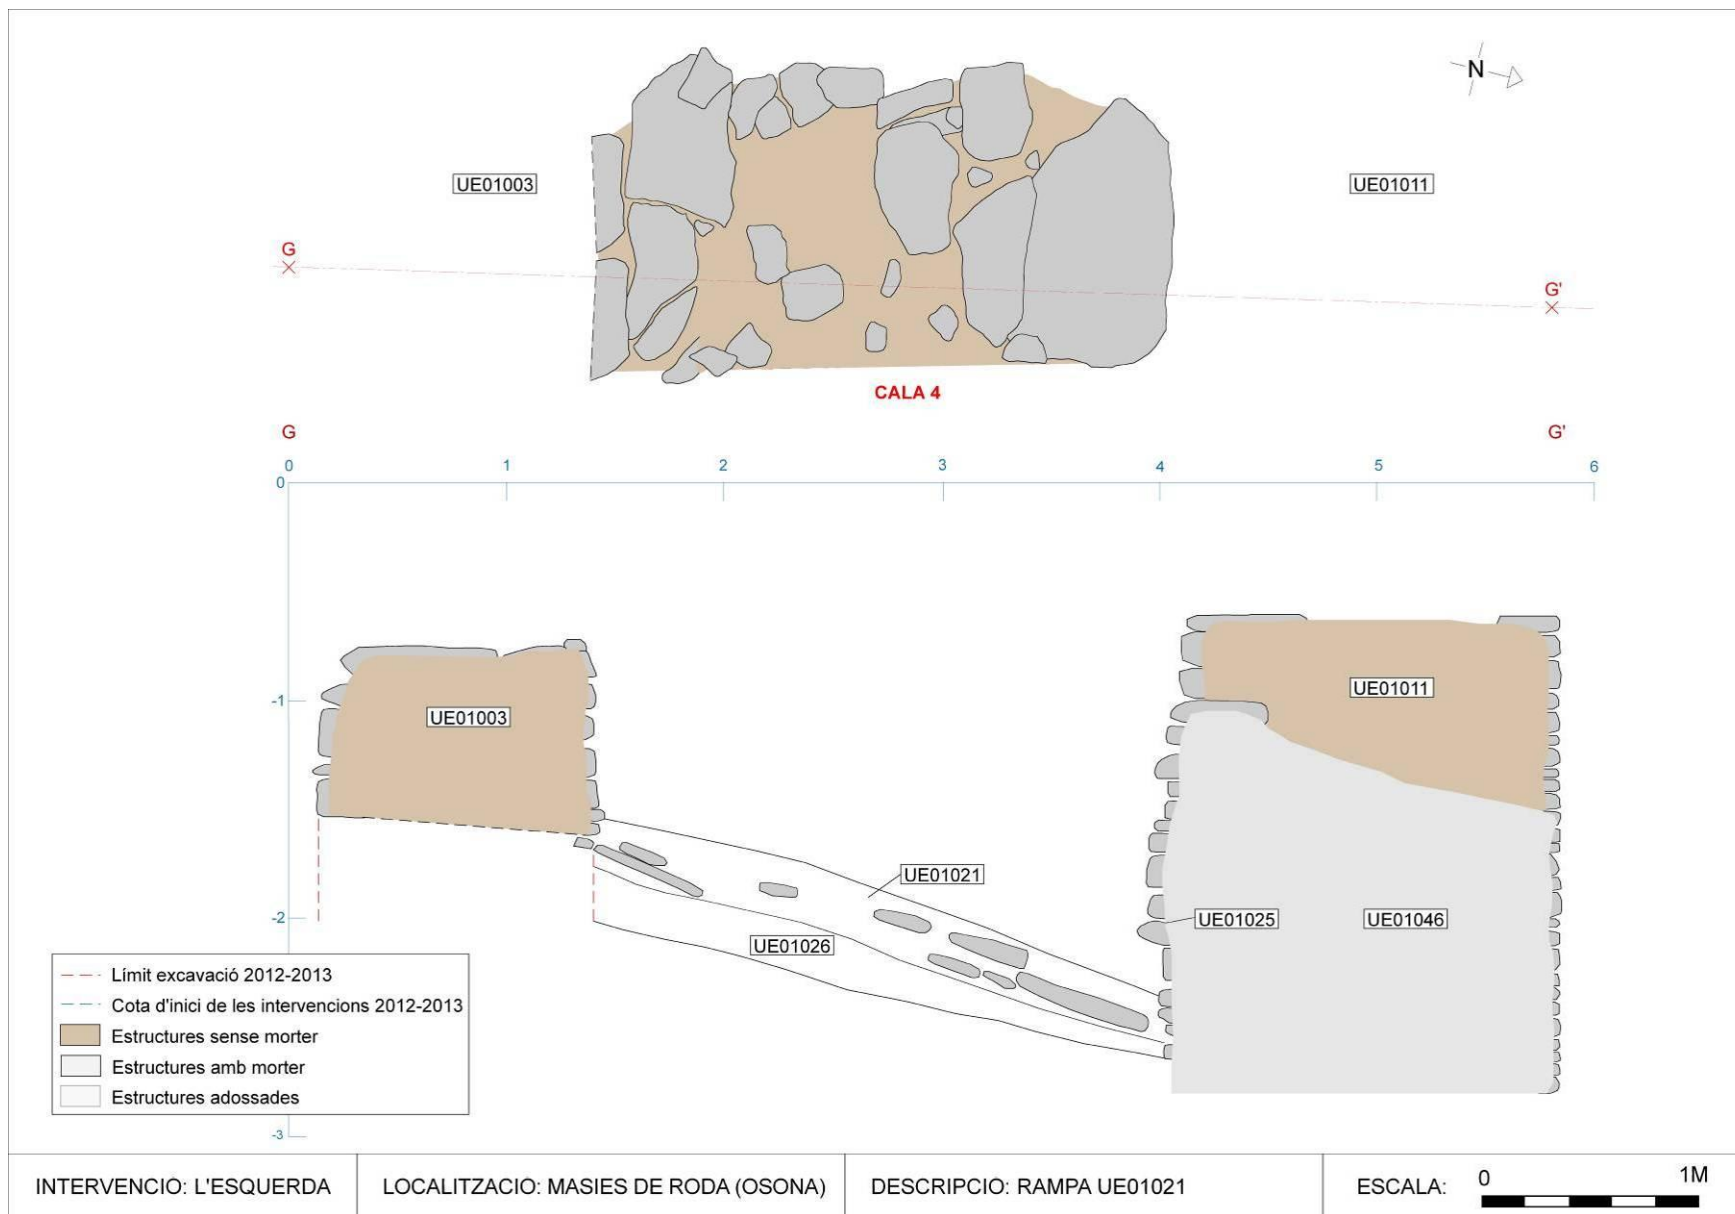 N
UE01003
UE01011
G
G'
CALA 4
G
G'
0 1 2 3 4 5 6
0
-1
-2
-3
UE01003
UE01011
UE01021
UE01025
UE01046
UE01026
Límit excavació 2012-2013
Cota d'inici de les intervencions 2012-2013
Estructures sense morter
Estructures amb morter
Estructures adossades
INTERVENCIO: L'ESQUERDA
LOCALITZACIO: MASIES DE RODA (OSONA)
DESCRIPCIO: RAMPA UE01021
ESCALA:
0 1M